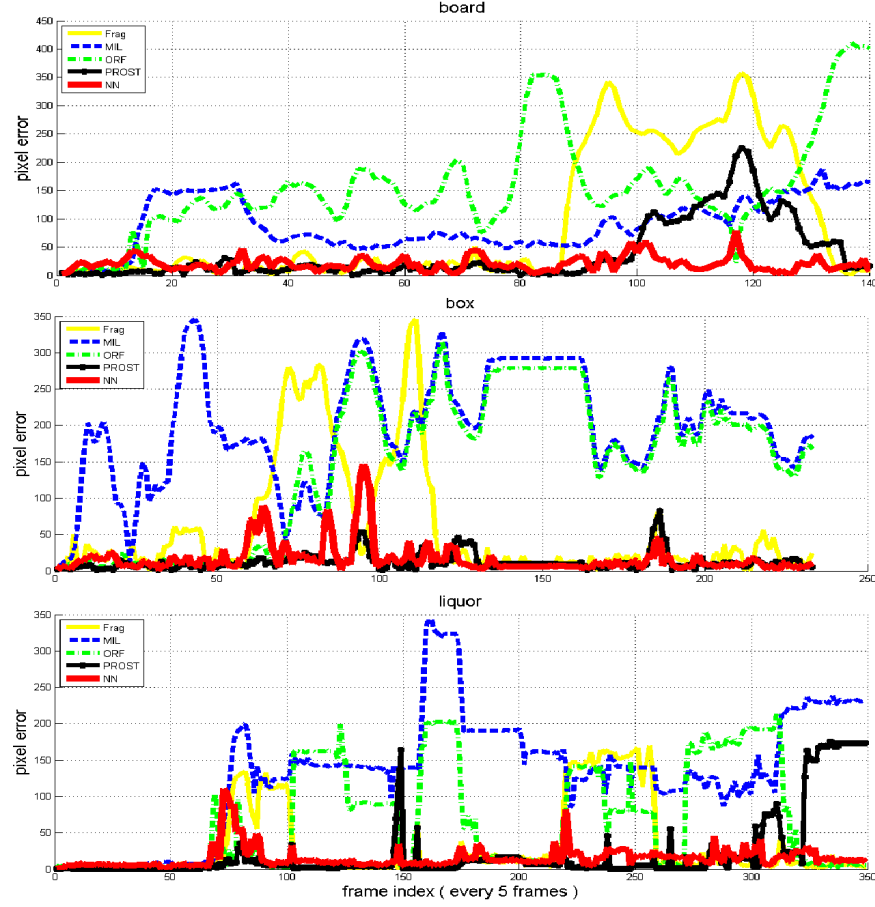 board
450
400
350
300
250
200
150
100
50
0
pixel error
Frag
MIL
ORF
PROST
NN
0 20 40 60 80 100 120 140
box
350
300
250
200
150
100
50
0
pixel error
Frag
MIL
ORF
PROST
NN
0 50 100 150 200 250
liquor
350
300
250
200
150
100
50
0
pixel error
Frag
MIL
ORF
PROST
NN
0 50 100 150 200 250 300 350
frame index ( every 5 frames )